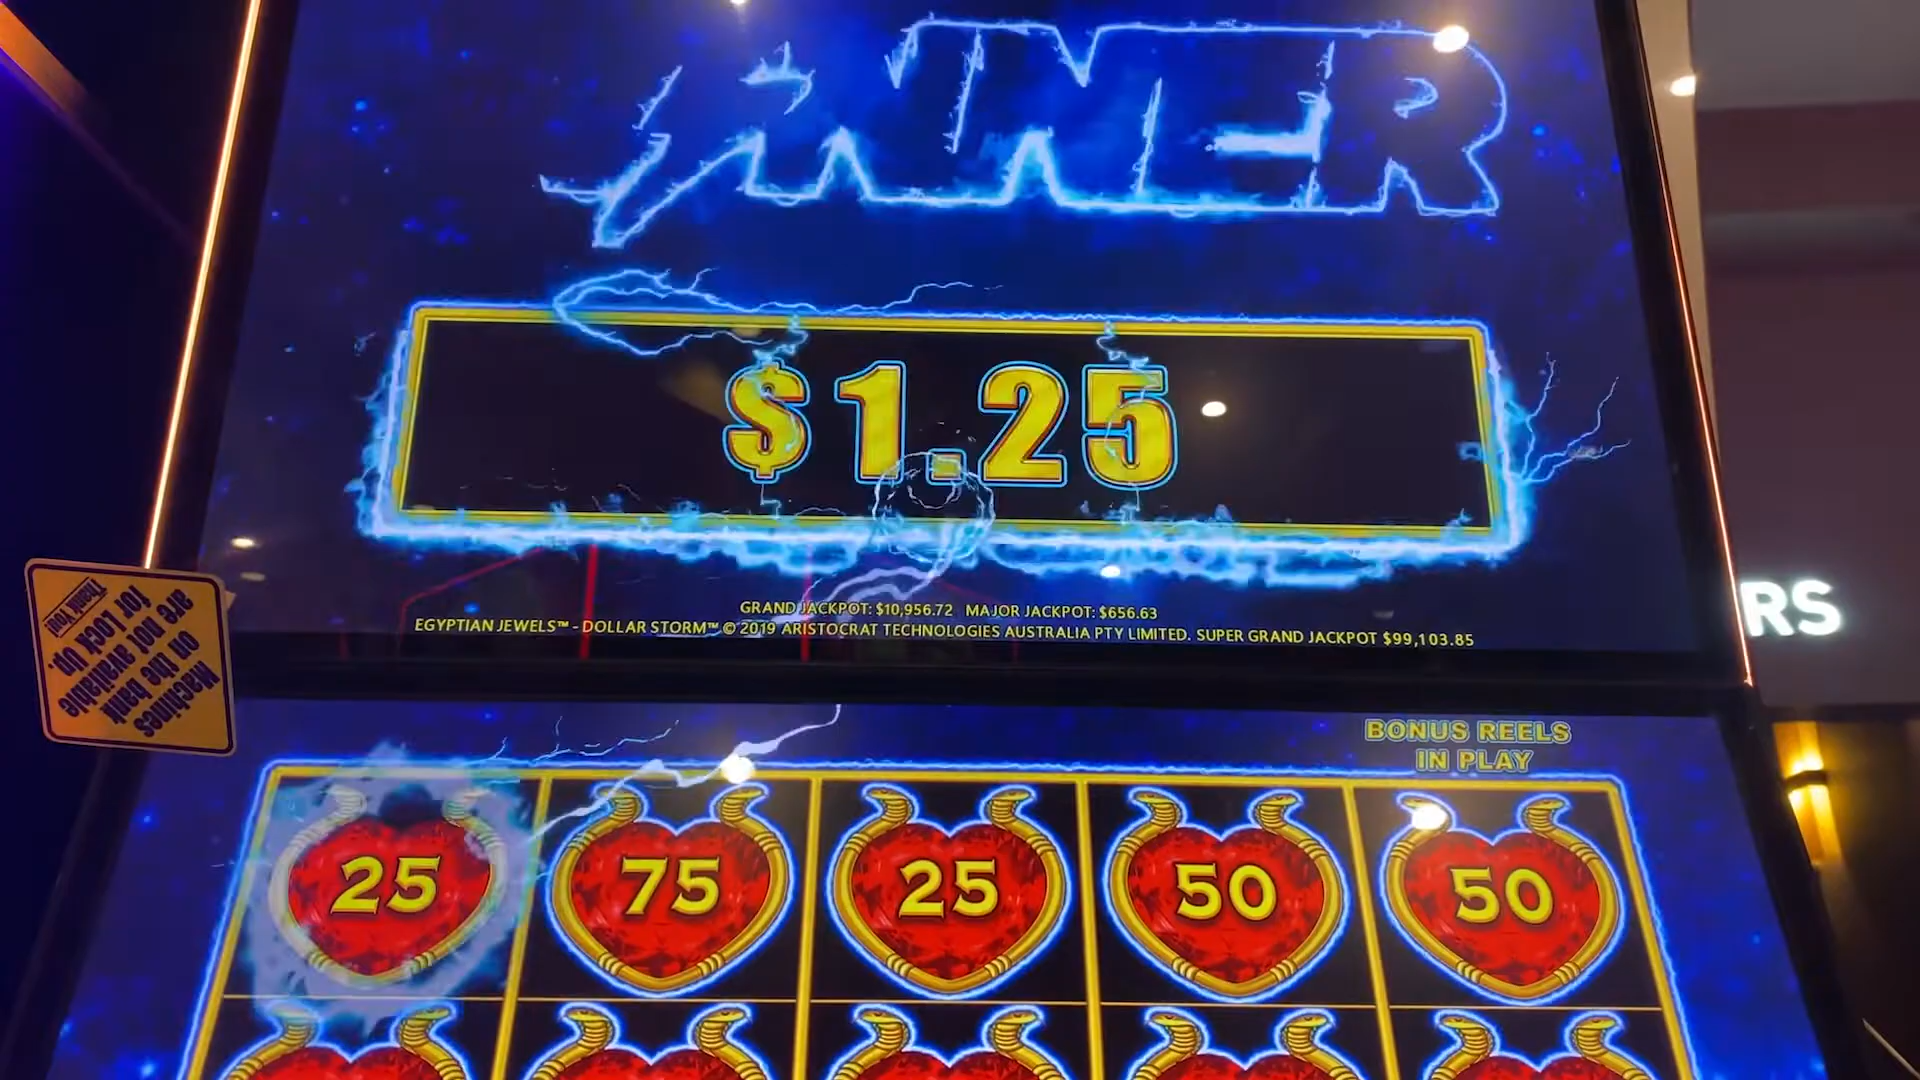 $1.25
GRAND JACKPOT: $10,956.72 MAJOR JACKPOT: $656.63
EGYPTIAN JEWELS™ - DOLLAR STORM™ © 2019 ARISTOCRAT TECHNOLOGIES AUSTRALIA PTY LIMITED. SUPER GRAND JACKPOT $99,103.85
RS
Machines
on the bank
are not available
for Lock Up.
Thank You
BONUS REELS
IN PLAY
25 75 25 50 50